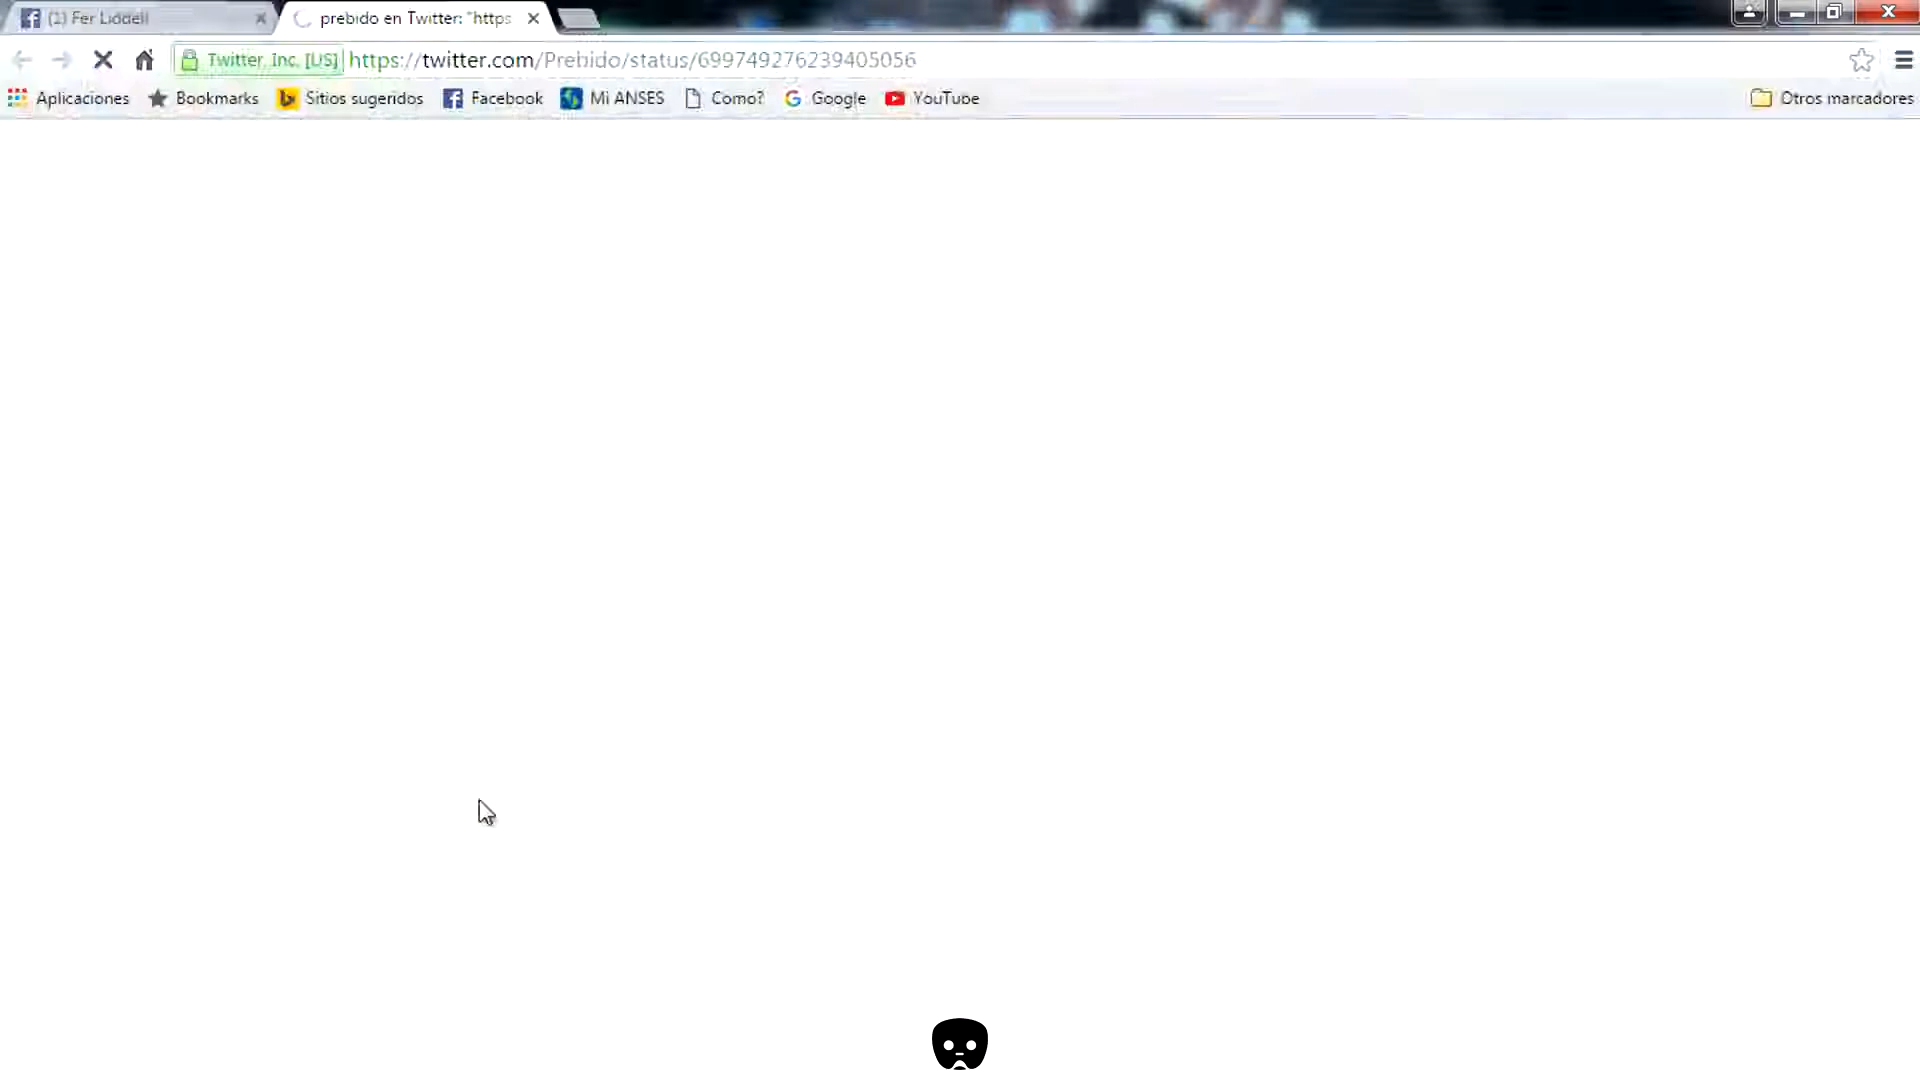 (1) Fer Liddell
prebido en Twitter: "https
Twitter, Inc. [US] https://twitter.com/Prebido/status/699749276239405056
Aplicaciones Bookmarks Sitios sugeridos Facebook Mi ANSES Como? Google YouTube Otros marcadores